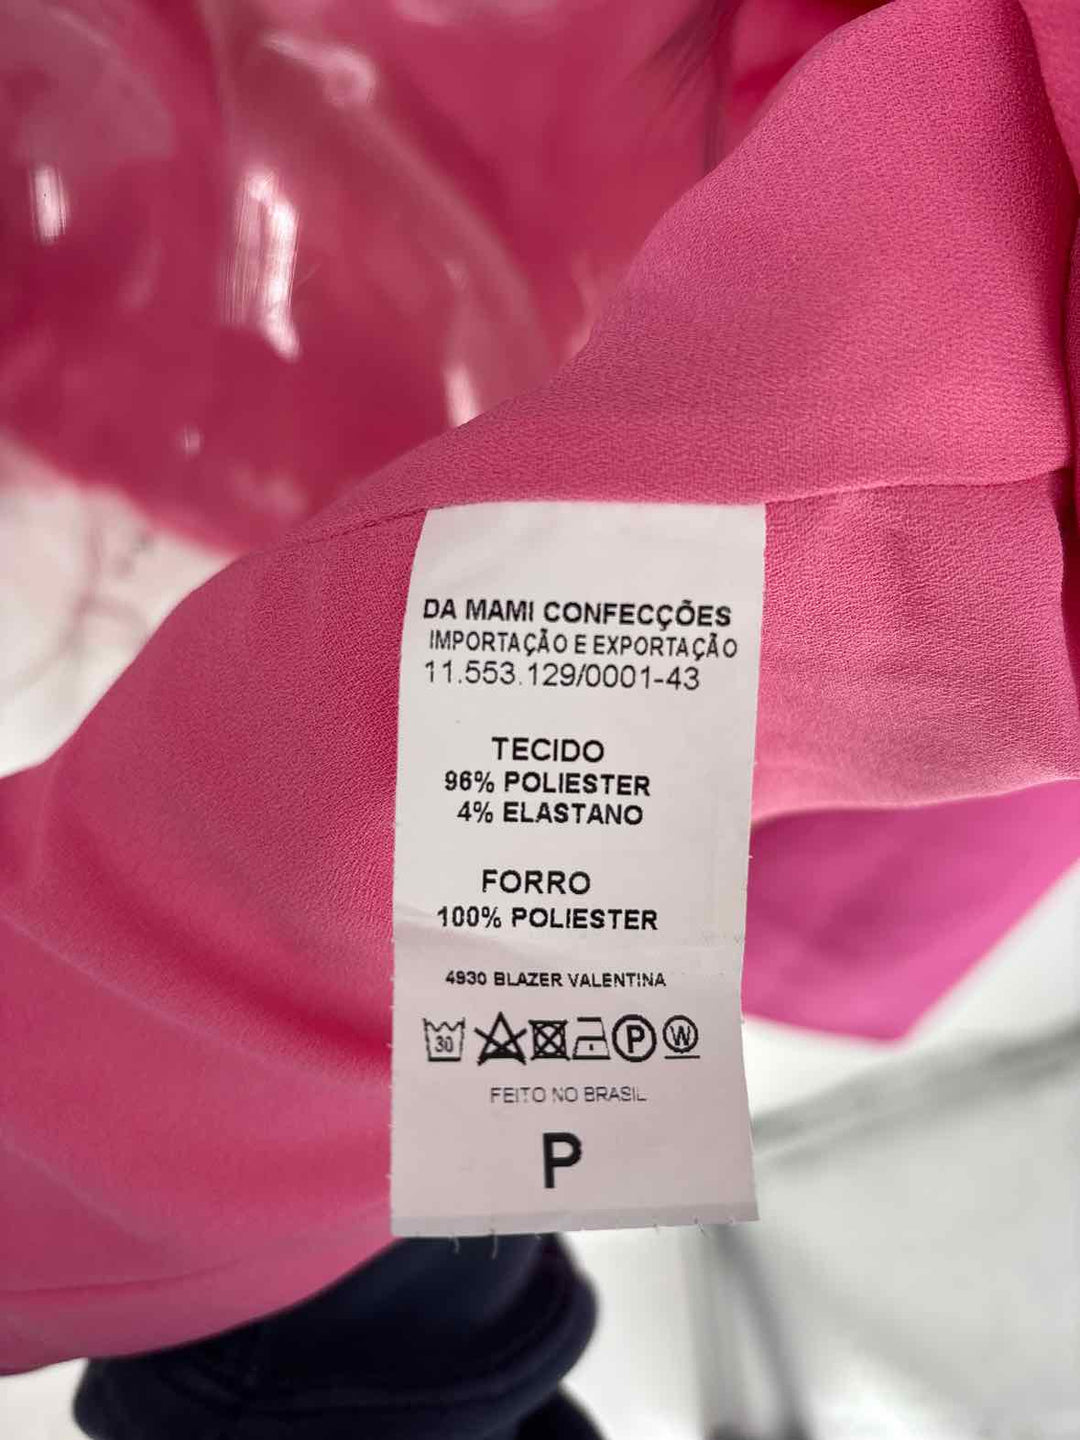 DA MAMI CONFECÇÕES
IMPORTAÇÃO E EXPORTAÇÃO
11.553.129/0001-43
TECIDO
96% POLIESTER
4% ELASTANO
FORRO
100% POLIESTER
4930 BLAZER VALENTINA
30 P W
FEITO NO BRASIL
P